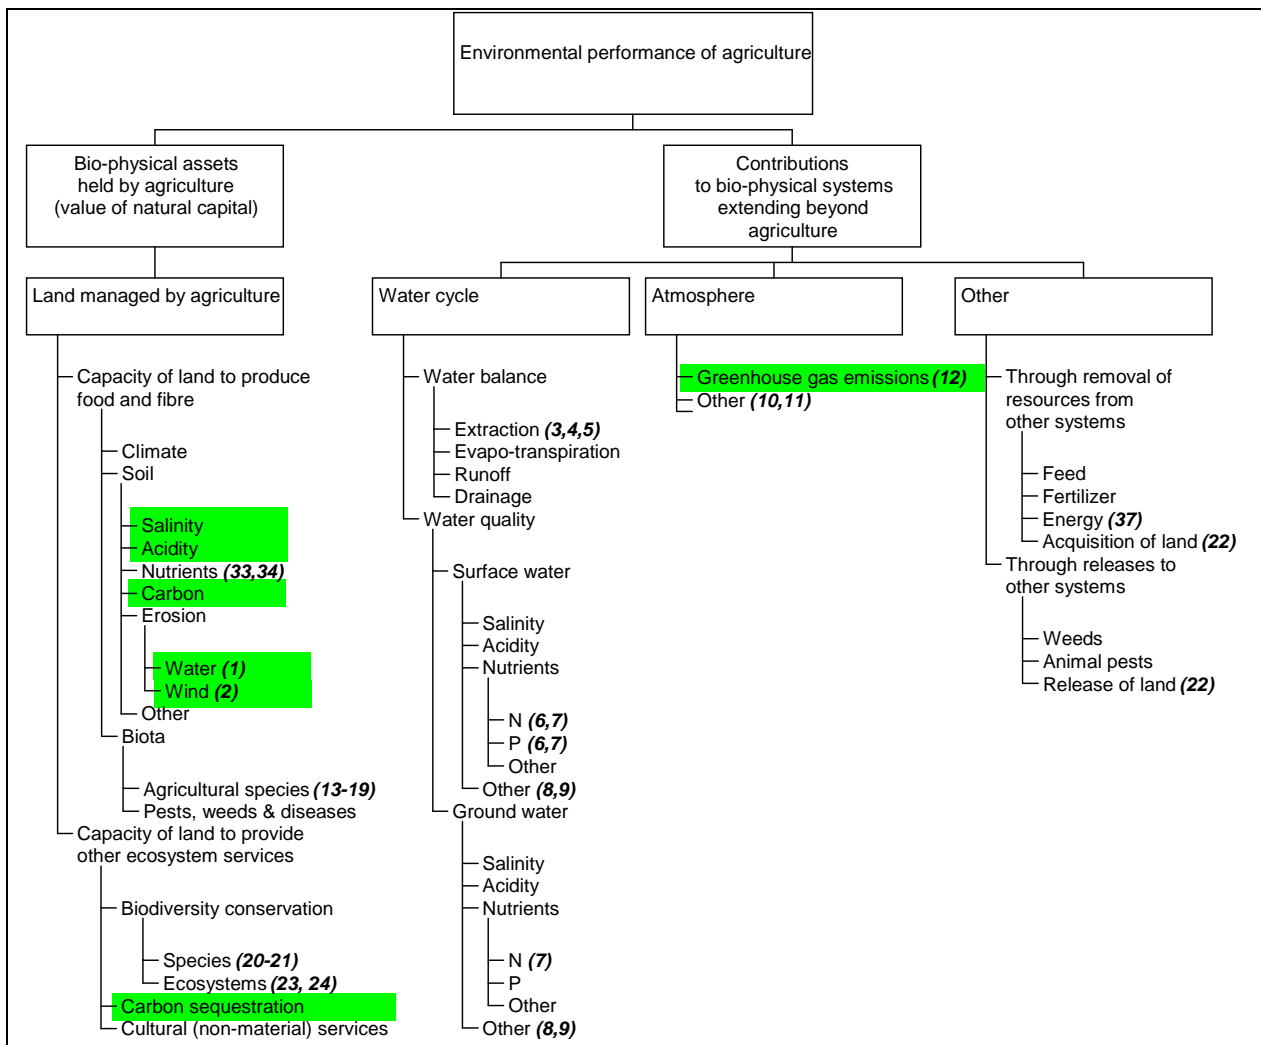 Environmental performance of agriculture
Bio-physical assets
held by agriculture
(value of natural capital)
Contributions
to bio-physical systems
extending beyond
agriculture
Land managed by agriculture
Capacity of land to produce
food and fibre
Climate
Soil
Salinity
Acidity
Nutrients (33,34)
Carbon
Erosion
Water (1)
Wind (2)
Other
Biota
Agricultural species (13-19)
Pests, weeds & diseases
Capacity of land to provide
other ecosystem services
Biodiversity conservation
Species (20-21)
Ecosystems (23, 24)
Carbon sequestration
Cultural (non-material) services
Water cycle
Water balance
Extraction (3,4,5)
Evapo-transpiration
Runoff
Drainage
Water quality
Surface water
Salinity
Acidity
Nutrients
N (6,7)
P (6,7)
Other
Other (8,9)
Ground water
Salinity
Acidity
Nutrients
N (7)
P
Other
Other (8,9)
Atmosphere
Greenhouse gas emissions (12)
Other (10,11)
Other
Through removal of
resources from
other systems
Feed
Fertilizer
Energy (37)
Acquisition of land (22)
Through releases to
other systems
Weeds
Animal pests
Release of land (22)